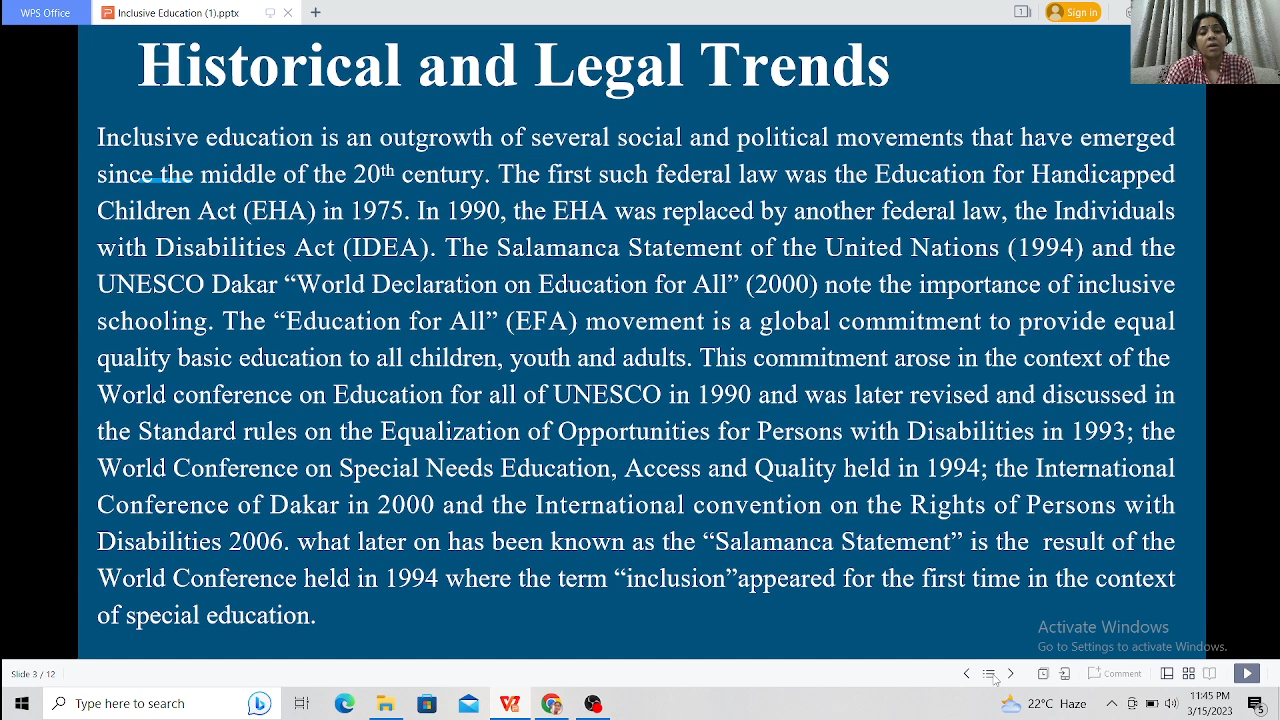 WPS Office
Inclusive Education (1).pptx
Sign in
Historical and Legal Trends
Inclusive education is an outgrowth of several social and political movements that have emerged
since the middle of the 20th century. The first such federal law was the Education for Handicapped
Children Act (EHA) in 1975. In 1990, the EHA was replaced by another federal law, the Individuals
with Disabilities Act (IDEA). The Salamanca Statement of the United Nations (1994) and the
UNESCO Dakar “World Declaration on Education for All” (2000) note the importance of inclusive
schooling. The “Education for All” (EFA) movement is a global commitment to provide equal
quality basic education to all children, youth and adults. This commitment arose in the context of the
World conference on Education for all of UNESCO in 1990 and was later revised and discussed in
the Standard rules on the Equalization of Opportunities for Persons with Disabilities in 1993; the
World Conference on Special Needs Education, Access and Quality held in 1994; the International
Conference of Dakar in 2000 and the International convention on the Rights of Persons with
Disabilities 2006. what later on has been known as the “Salamanca Statement” is the result of the
World Conference held in 1994 where the term “inclusion”appeared for the first time in the context
of special education.
Activate Windows
Go to Settings to activate Windows.
Slide 3 / 12
Comment
Type here to search
22°C Haze
11:45 PM
3/15/2023
5